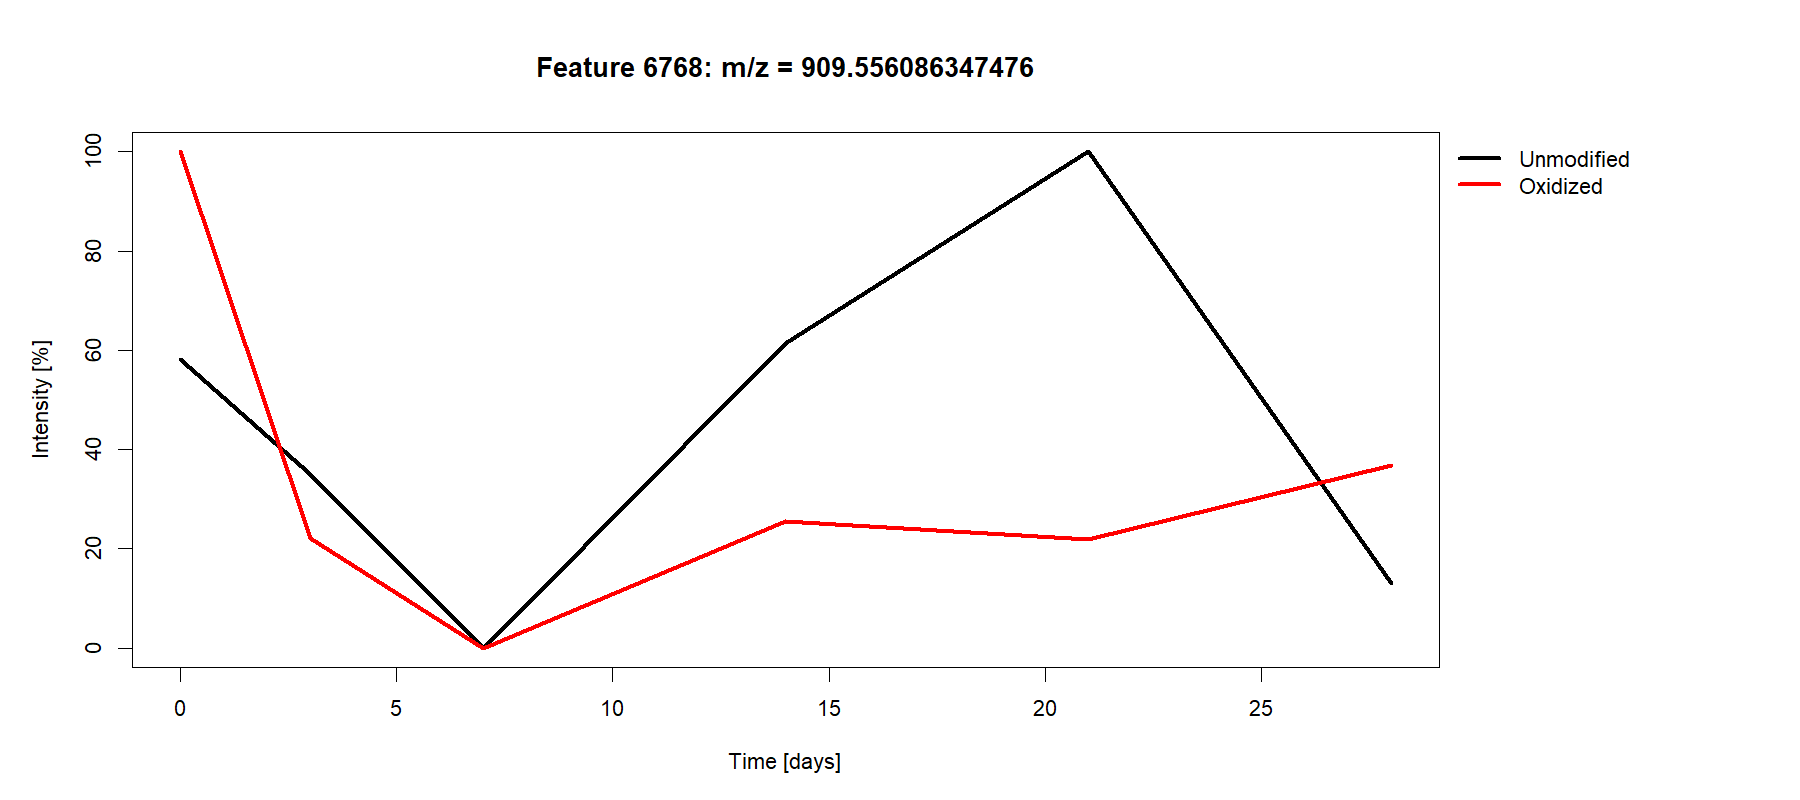 Feature 6768: m/z = 909.556086347476
Unmodified
Oxidized
Intensity [%]
100
80
60
40
20
0
0 5 10 15 20 25
Time [days]